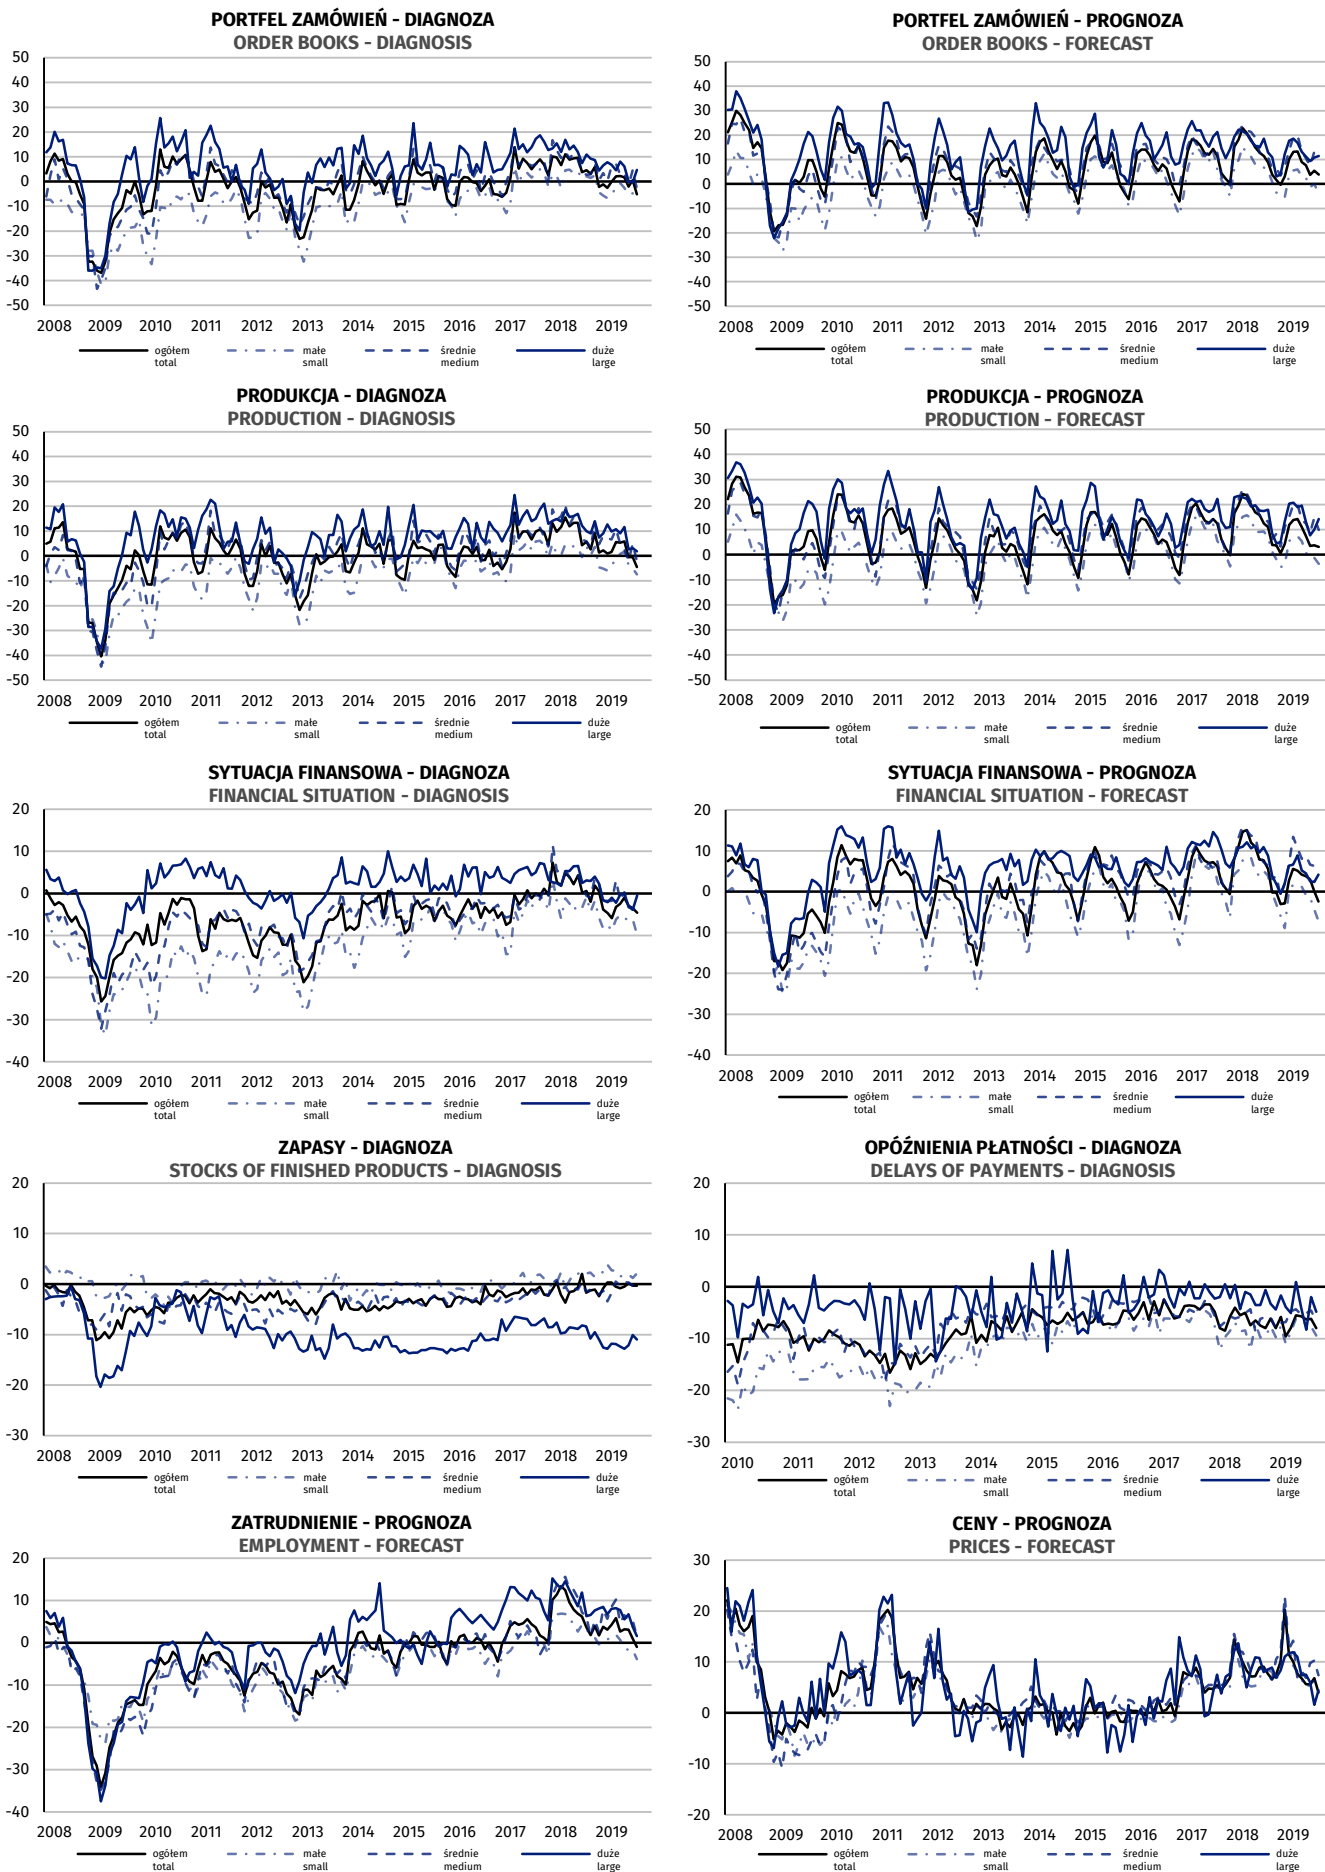 PORTFEL ZAMÓWIEŃ - DIAGNOZA
ORDER BOOKS - DIAGNOSIS
50
40
30
20
10
0
-10
-20
-30
-40
-50
2008 2009 2010 2011 2012 2013 2014 2015 2016 2017 2018 2019
ogółem małe średnie duże
total small medium large
PORTFEL ZAMÓWIEŃ - PROGNOZA
ORDER BOOKS - FORECAST
50
40
30
20
10
0
-10
-20
-30
-40
-50
2008 2009 2010 2011 2012 2013 2014 2015 2016 2017 2018 2019
ogółem małe średnie duże
total small medium large
PRODUKCJA - DIAGNOZA
PRODUCTION - DIAGNOSIS
50
40
30
20
10
0
-10
-20
-30
-40
-50
2008 2009 2010 2011 2012 2013 2014 2015 2016 2017 2018 2019
ogółem małe średnie duże
total small medium large
PRODUKCJA - PROGNOZA
PRODUCTION - FORECAST
50
40
30
20
10
0
-10
-20
-30
-40
-50
2008 2009 2010 2011 2012 2013 2014 2015 2016 2017 2018 2019
ogółem małe średnie duże
total small medium large
SYTUACJA FINANSOWA - DIAGNOZA
FINANCIAL SITUATION - DIAGNOSIS
20
10
0
-10
-20
-30
-40
2008 2009 2010 2011 2012 2013 2014 2015 2016 2017 2018 2019
ogółem małe średnie duże
total small medium large
SYTUACJA FINANSOWA - PROGNOZA
FINANCIAL SITUATION - FORECAST
20
10
0
-10
-20
-30
-40
2008 2009 2010 2011 2012 2013 2014 2015 2016 2017 2018 2019
ogółem małe średnie duże
total small medium large
ZAPASY - DIAGNOZA
STOCKS OF FINISHED PRODUCTS - DIAGNOSIS
20
10
0
-10
-20
-30
2008 2009 2010 2011 2012 2013 2014 2015 2016 2017 2018 2019
ogółem małe średnie duże
total small medium large
OPÓŹNIENIA PŁATNOŚCI - DIAGNOZA
DELAYS OF PAYMENTS - DIAGNOSIS
20
10
0
-10
-20
-30
2010 2011 2012 2013 2014 2015 2016 2017 2018 2019
ogółem małe średnie duże
total small medium large
ZATRUDNIENIE - PROGNOZA
EMPLOYMENT - FORECAST
20
10
0
-10
-20
-30
-40
2008 2009 2010 2011 2012 2013 2014 2015 2016 2017 2018 2019
ogółem małe średnie duże
total small medium large
CENY - PROGNOZA
PRICES - FORECAST
30
20
10
0
-10
-20
2008 2009 2010 2011 2012 2013 2014 2015 2016 2017 2018 2019
ogółem małe średnie duże
total small medium large